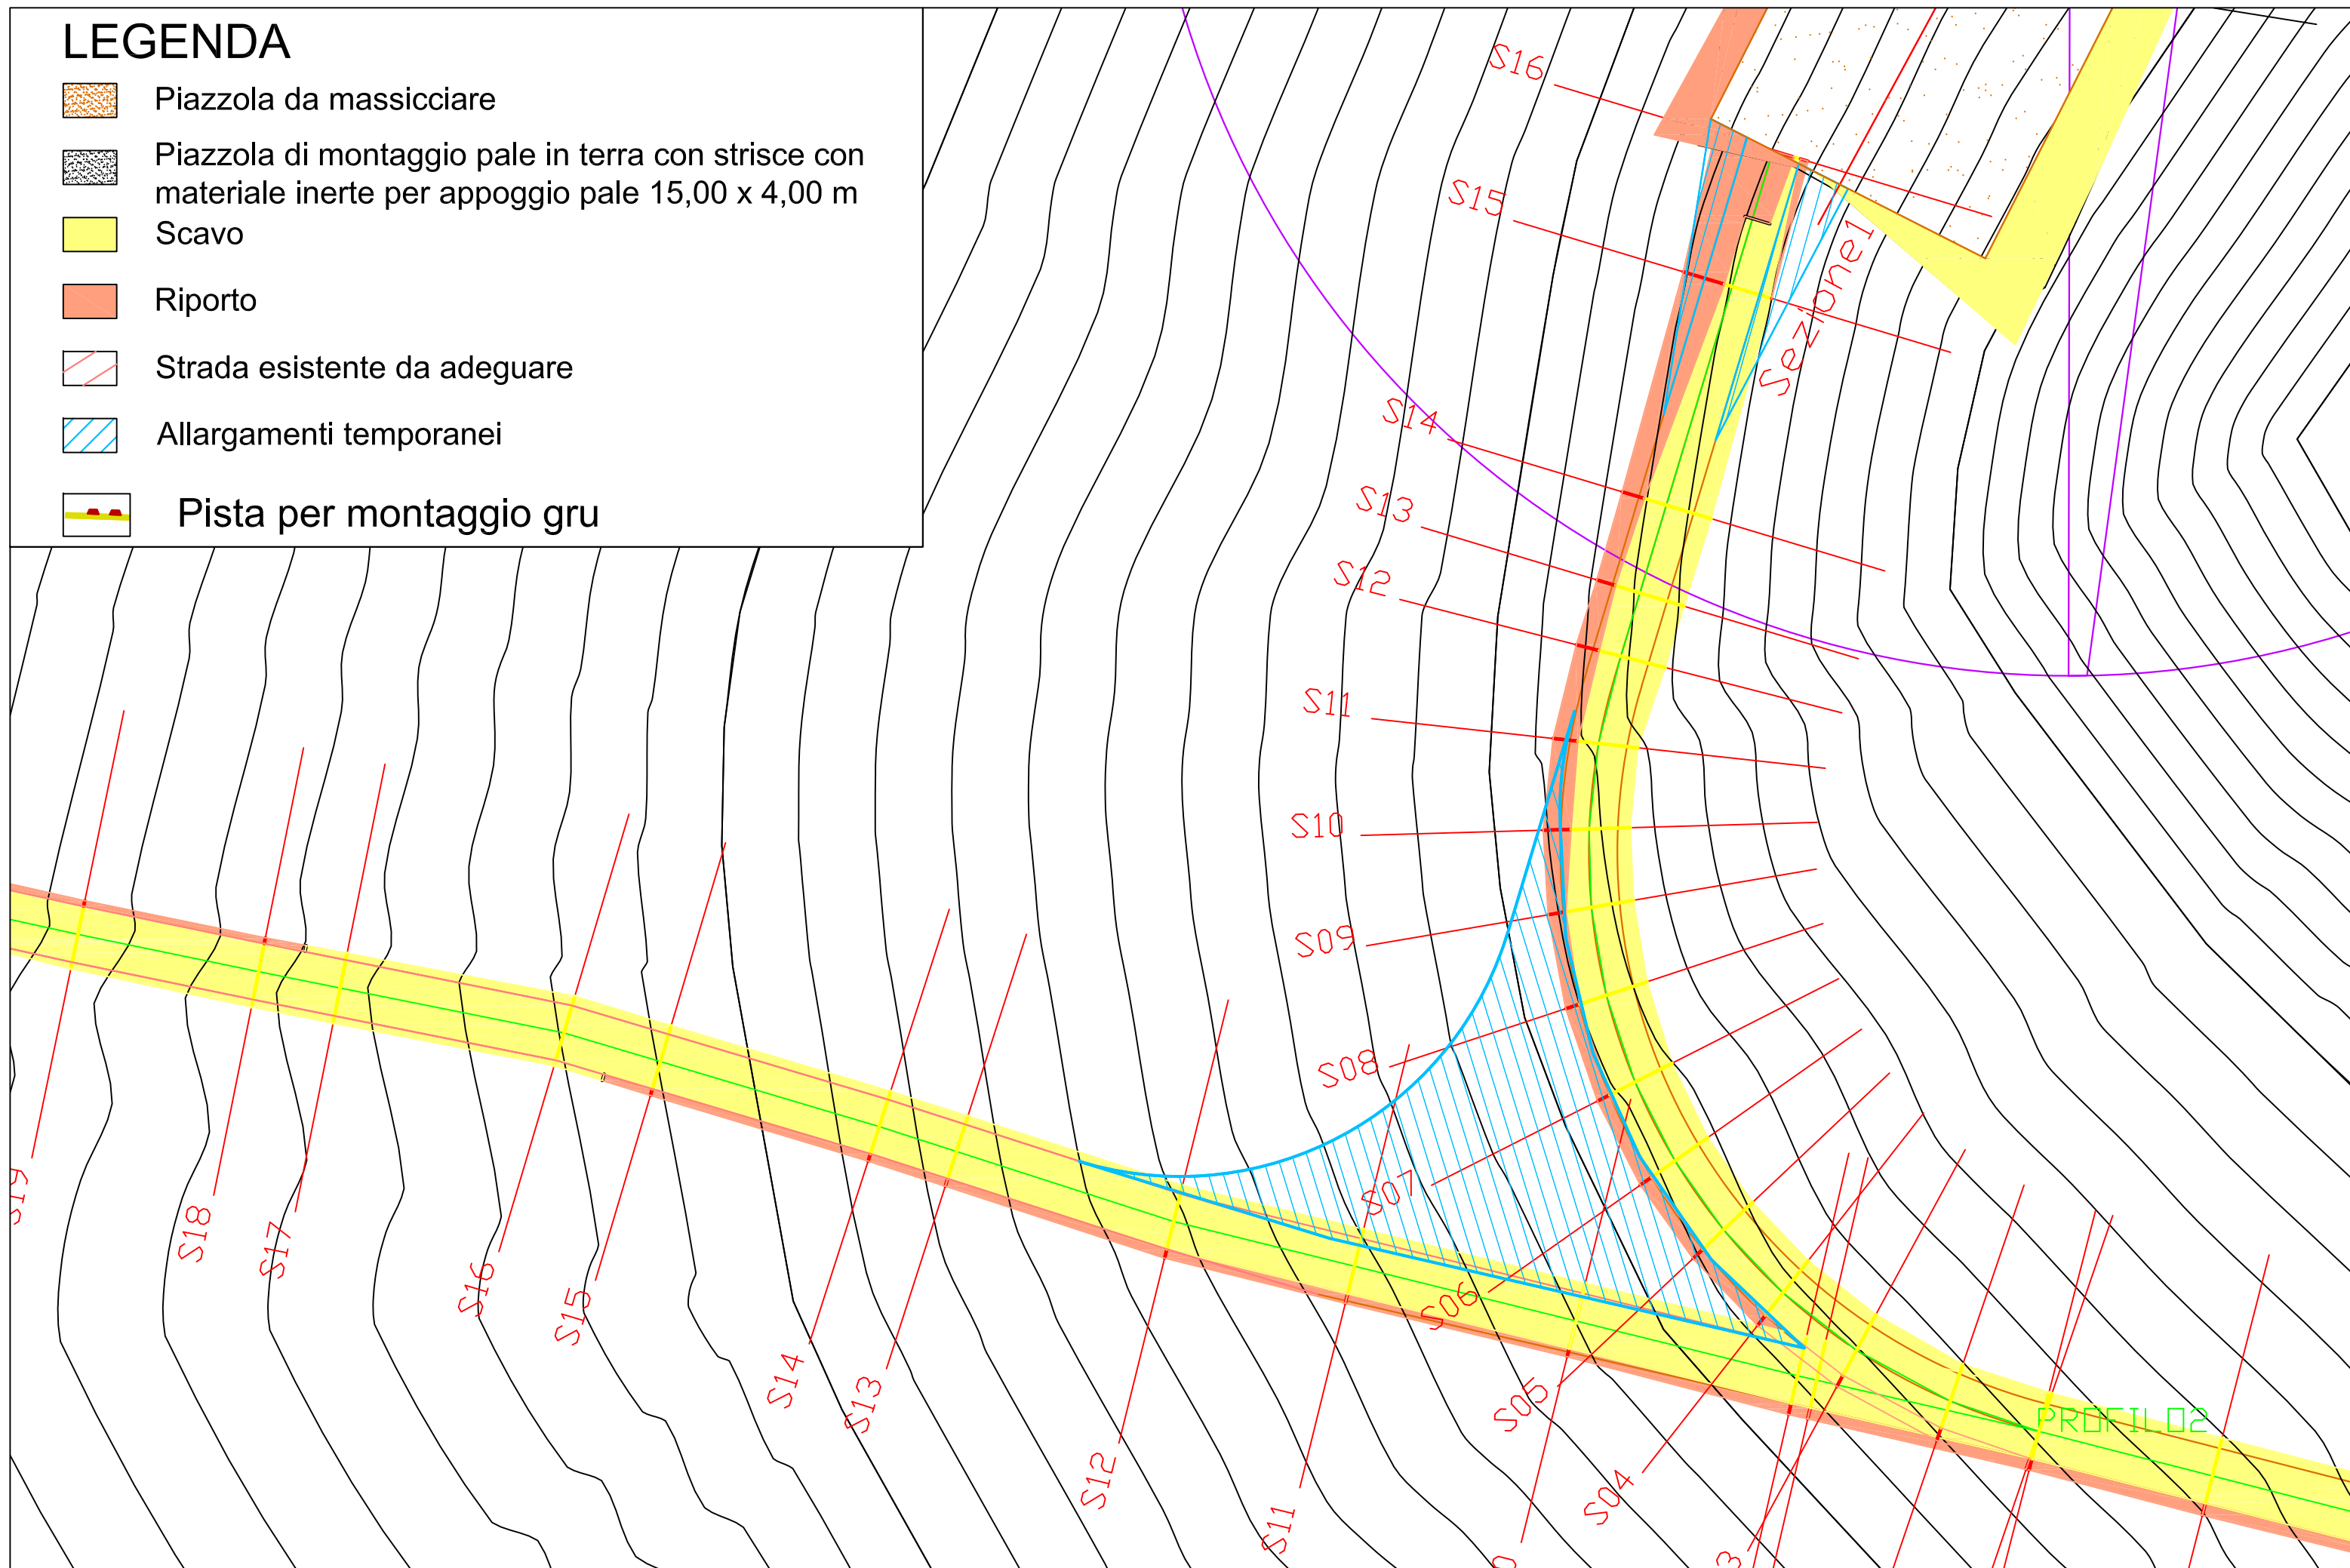 LEGENDA
Piazzola da massicciare
Piazzola di montaggio pale in terra con strisce con
materiale inerte per appoggio pale 15,00 x 4,00 m
Scavo
Riporto
Strada esistente da adeguare
Allargamenti temporanei
Pista per montaggio gru
S16
S15
Sezione1
S14
S13
S12
S11
S10
S09
S08
S07
S06
S05
S04
S19
S18
S17
S16
S15
S14
S13
S12
S11
PROFILO2